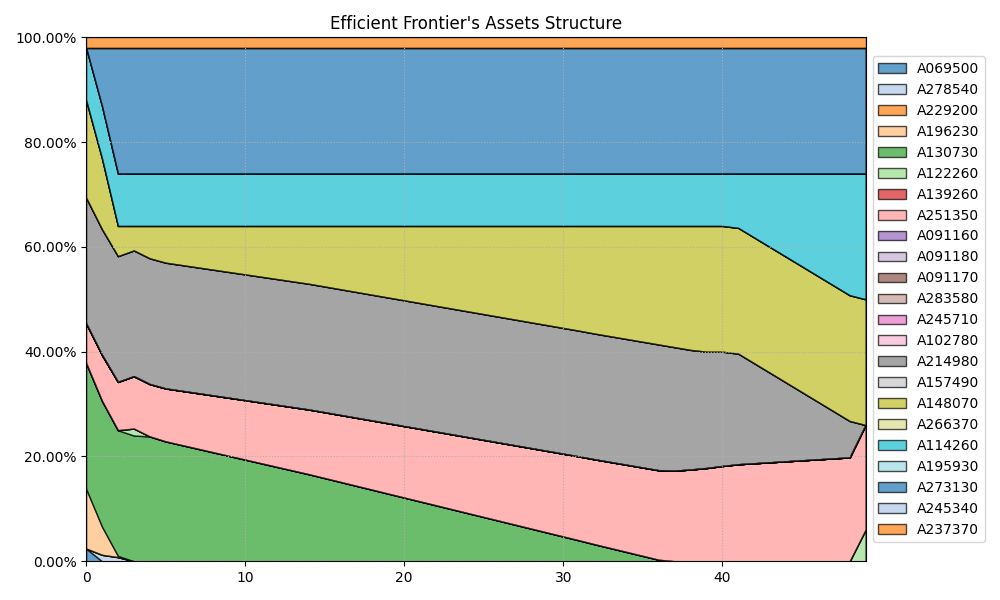 Efficient Frontier's Assets Structure
100.00%
80.00%
60.00%
40.00%
20.00%
0.00%
0
10
20
30
40
A069500
A278540
A229200
A196230
A130730
A122260
A139260
A251350
A091160
A091180
A091170
A283580
A245710
A102780
A214980
A157490
A148070
A266370
A114260
A195930
A273130
A245340
A237370